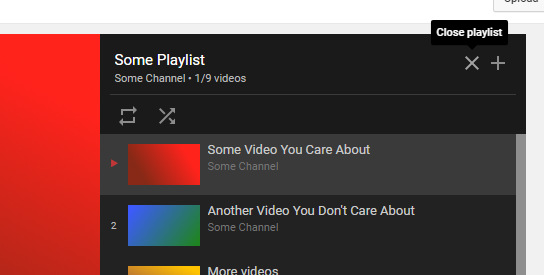 Upload
Close playlist
Some Playlist
Some Channel • 1/9 videos
Some Video You Care About
Some Channel
2
Another Video You Don't Care About
Some Channel
More videos